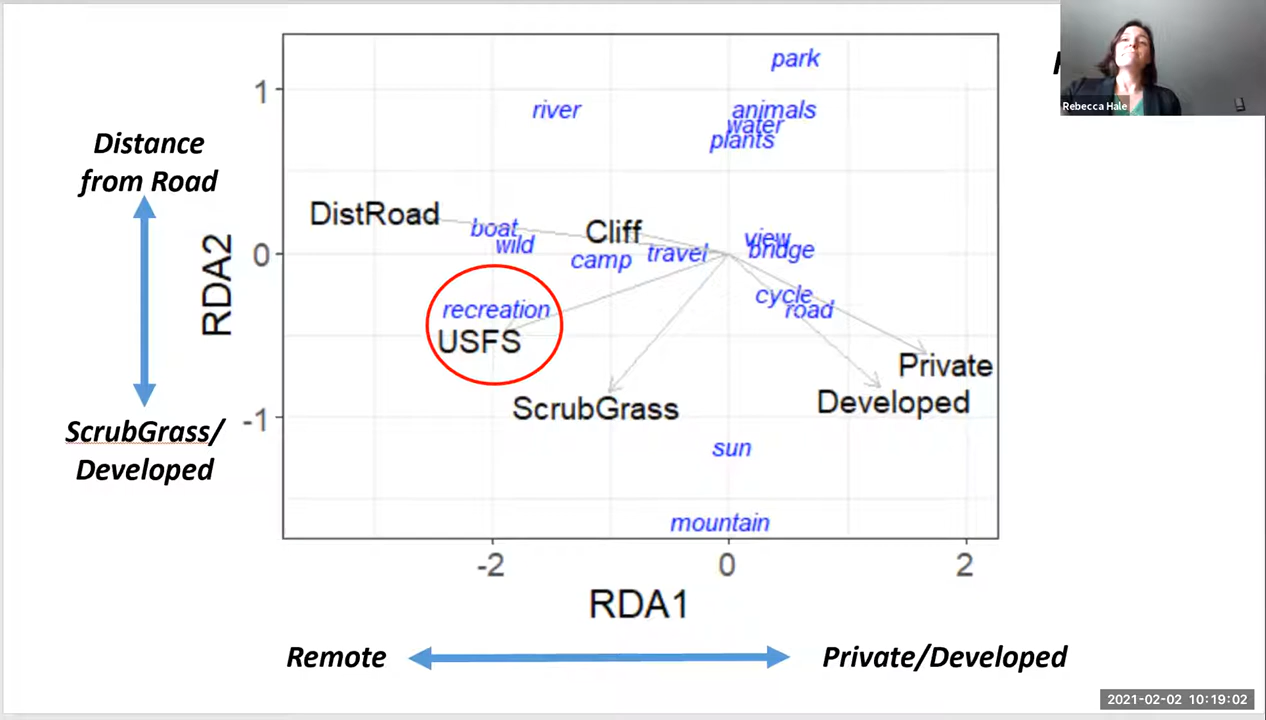 Rebecca Hale
Distance
from Road
ScrubGrass/
Developed
RDA2
1
0
-1
park
river
animals
water
plants
DistRoad
boat
wild
Cliff
camp
travel
view
bridge
cycle
road
recreation
USFS
ScrubGrass
Private
Developed
sun
mountain
-2
0
2
RDA1
Remote
Private/Developed
2021-02-02 10:19:02